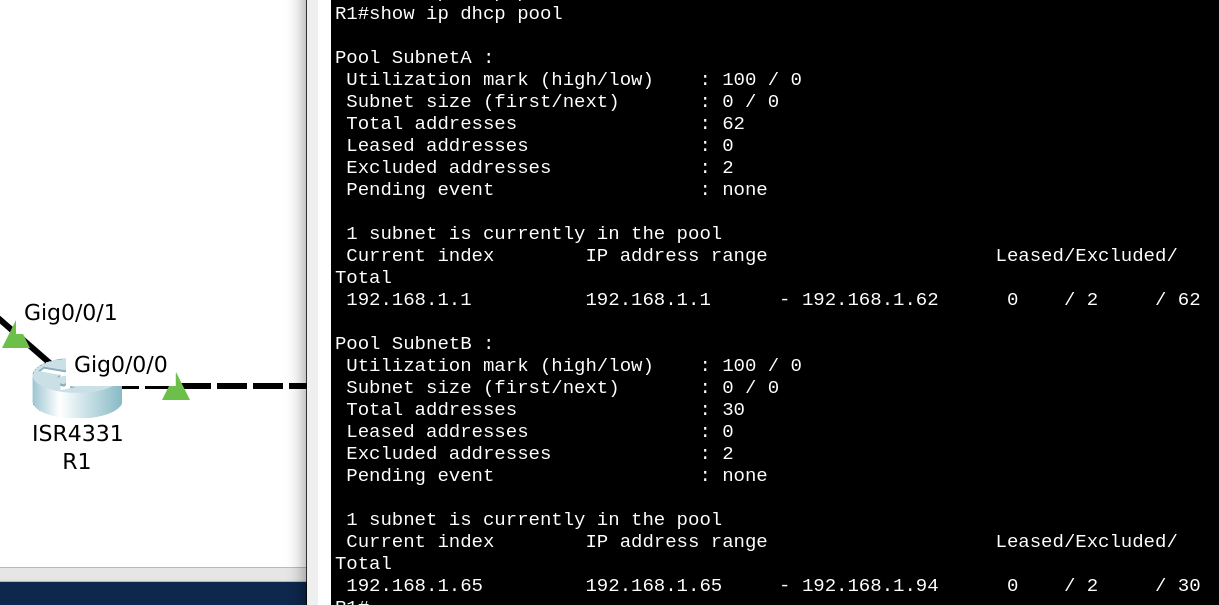 R1#show ip dhcp pool
Pool SubnetA :
Utilization mark (high/low)    : 100 / 0
Subnet size (first/next)       : 0 / 0
Total addresses                : 62
Leased addresses               : 0
Excluded addresses             : 2
Pending event                  : none
1 subnet is currently in the pool
Current index        IP address range                    Leased/Excluded/
Total
192.168.1.1          192.168.1.1      - 192.168.1.62      0    / 2     / 62
Pool SubnetB :
Utilization mark (high/low)    : 100 / 0
Subnet size (first/next)       : 0 / 0
Total addresses                : 30
Leased addresses               : 0
Excluded addresses             : 2
Pending event                  : none
1 subnet is currently in the pool
Current index        IP address range                    Leased/Excluded/
Total
192.168.1.65         192.168.1.65     - 192.168.1.94      0    / 2     / 30
R1#
Gig0/0/1
Gig0/0/0
ISR4331
R1